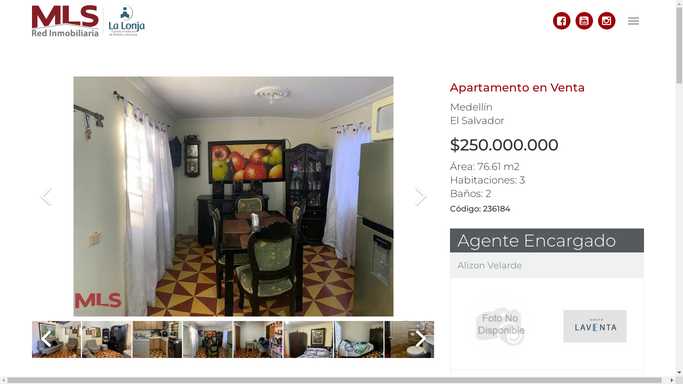 MLS
Red Inmobiliaria
La Lonja
Apartamento en Venta
Medellín
El Salvador
$250.000.000
Área: 76.61 m2
Habitaciones: 3
Baños: 2
Código: 236184
MLS
Agente Encargado
Alizon Velarde
Foto No
Disponible
LAVENTA